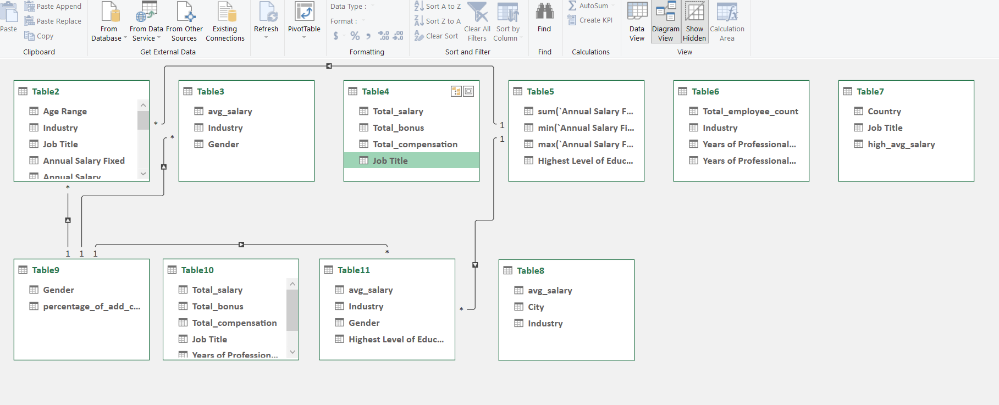 Paste
Paste Append
Paste Replace
Copy
Clipboard
From Database
From Data Service
From Other Sources
Existing Connections
Get External Data
Refresh
PivotTable
Data Type :
Format :
$ % ,
Formatting
Sort A to Z
Sort Z to A
Clear Sort
Clear All Filters
Sort by Column
Sort and Filter
Find
Find
AutoSum
Create KPI
Calculations
Data View
Diagram View
Show Hidden
Calculation Area
View
Table2
Age Range
Industry
Job Title
Annual Salary Fixed
Annual Salary
Table3
avg_salary
Industry
Gender
Table4
Total_salary
Total_bonus
Total_compensation
Job Title
Table5
sum(`Annual Salary F...
min(`Annual Salary Fi...
max(`Annual Salary F...
Highest Level of Educ...
Table6
Total_employee_count
Industry
Years of Professional...
Years of Professional...
Table7
Country
Job Title
high_avg_salary
* * 1
1
*
1 1 1 *
Table9
Gender
percentage_of_add_c...
Table10
Total_salary
Total_bonus
Total_compensation
Job Title
Years of Profession...
Table11
avg_salary
Industry
Gender
Highest Level of Educ...
*
Table8
avg_salary
City
Industry